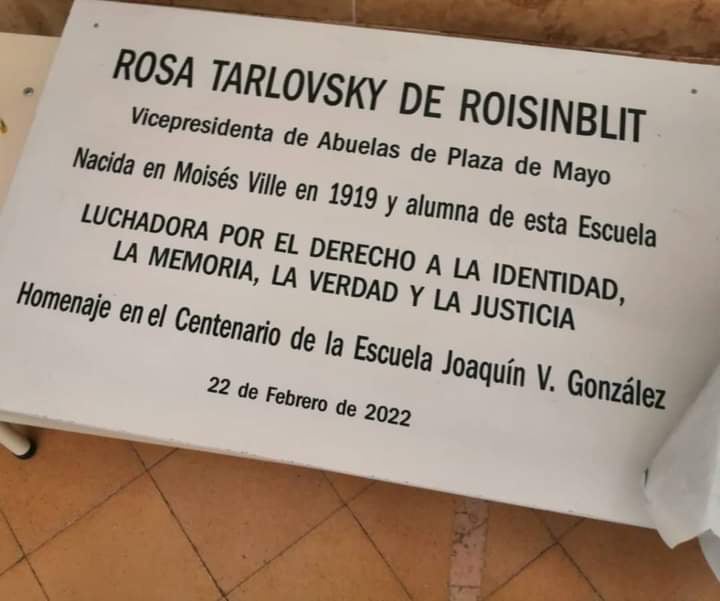 ROSA TARLOVSKY DE ROISINBLIT
Vicepresidenta de Abuelas de Plaza de Mayo
Nacida en Moisés Ville en 1919 y alumna de esta Escuela
LUCHADORA POR EL DERECHO A LA IDENTIDAD,
LA MEMORIA, LA VERDAD Y LA JUSTICIA
Homenaje en el Centenario de la Escuela Joaquín V. González
22 de Febrero de 2022